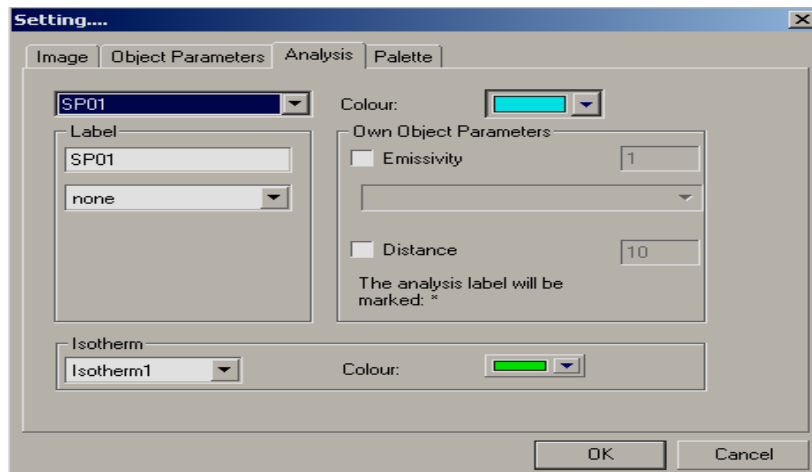 Setting....
Image Object Parameters Analysis Palette
SP01 Colour:
Label Own Object Parameters
SP01 Emissivity 1
none
Distance 10
The analysis label will be
marked: *
Isotherm
Isotherm1 Colour:
OK Cancel